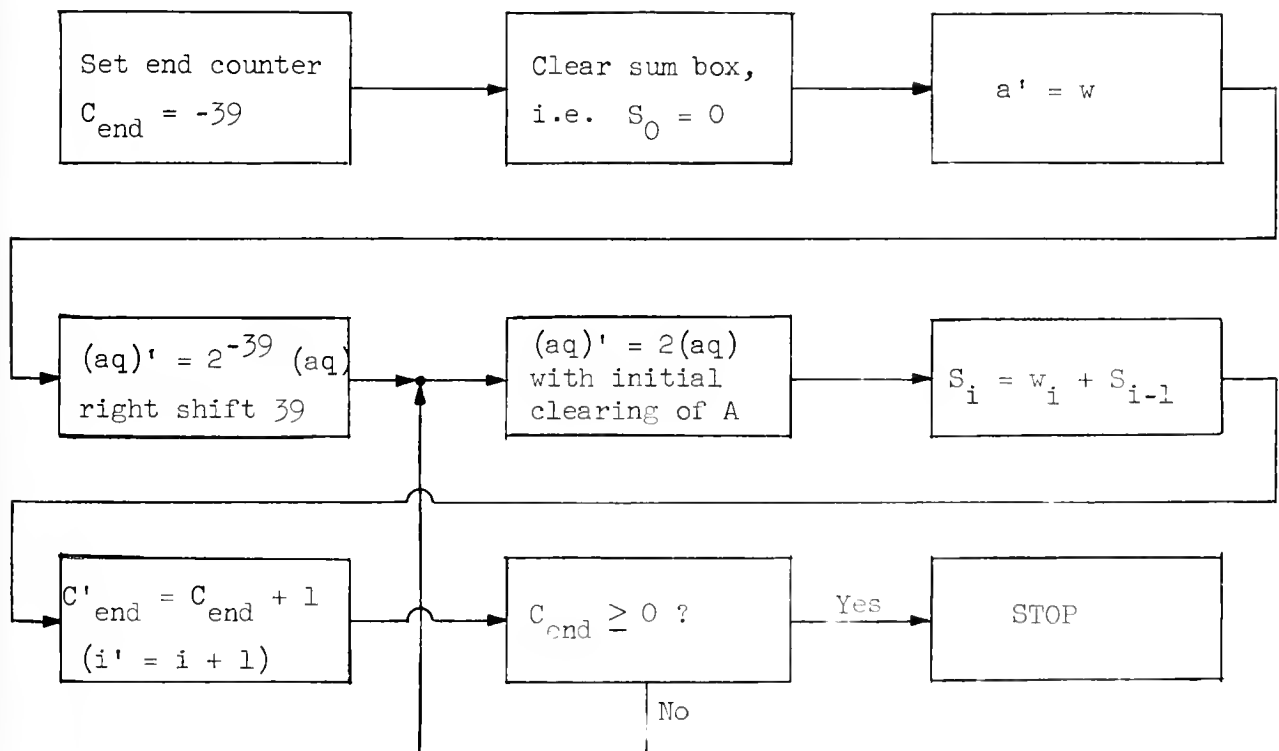 Set end counter
C_end = -39
Clear sum box,
i.e. S_0 = 0
a' = w
(aq)' = 2^-39 (aq)
right shift 39
(aq)' = 2(aq)
with initial
clearing of A
S_i = w_i + S_i-1
C'_end = C_end + 1
(i' = i + 1)
C_end ≥ 0 ?
Yes
STOP
No